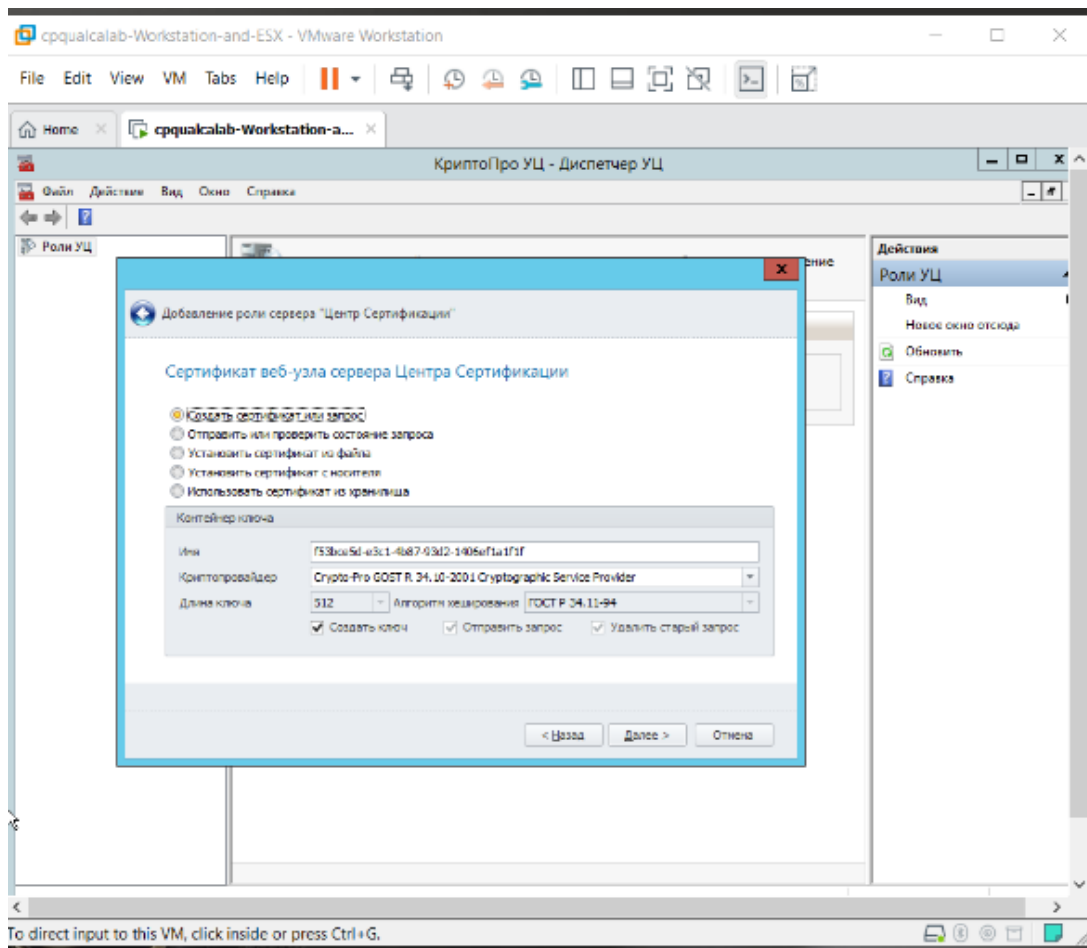 cpqualcalab-Workstation-and-ESX - VMware Workstation
File Edit View VM Tabs Help
Home
cpqualcalab-Workstation-a...
КриптоПро УЦ - Диспетчер УЦ
Файл Действие Вид Окно Справка
Роли УЦ
ение
Действия
Роли УЦ
Вид
Новое окно отсюда
Обновить
Справка
Добавление роли сервера "Центр Сертификации"
Сертификат веб-узла сервера Центра Сертификации
Создать сертификат или запрос
Отправить или проверить состояние запроса
Установить сертификат из файла
Установить сертификат с носителя
Использовать сертификат из хранилища
Контейнер ключа
Имя f53bce5d-e3c1-4b87-93d2-1406ef1a1f1f
Криптопровайдер Crypto-Pro GOST R 34.10-2001 Cryptographic Service Provider
Длина ключа 512 Алгоритм хеширования ГОСТ Р 34.11-94
Создать ключ Отправить запрос Удалить старый запрос
< Назад Далее > Отмена
To direct input to this VM, click inside or press Ctrl+G.